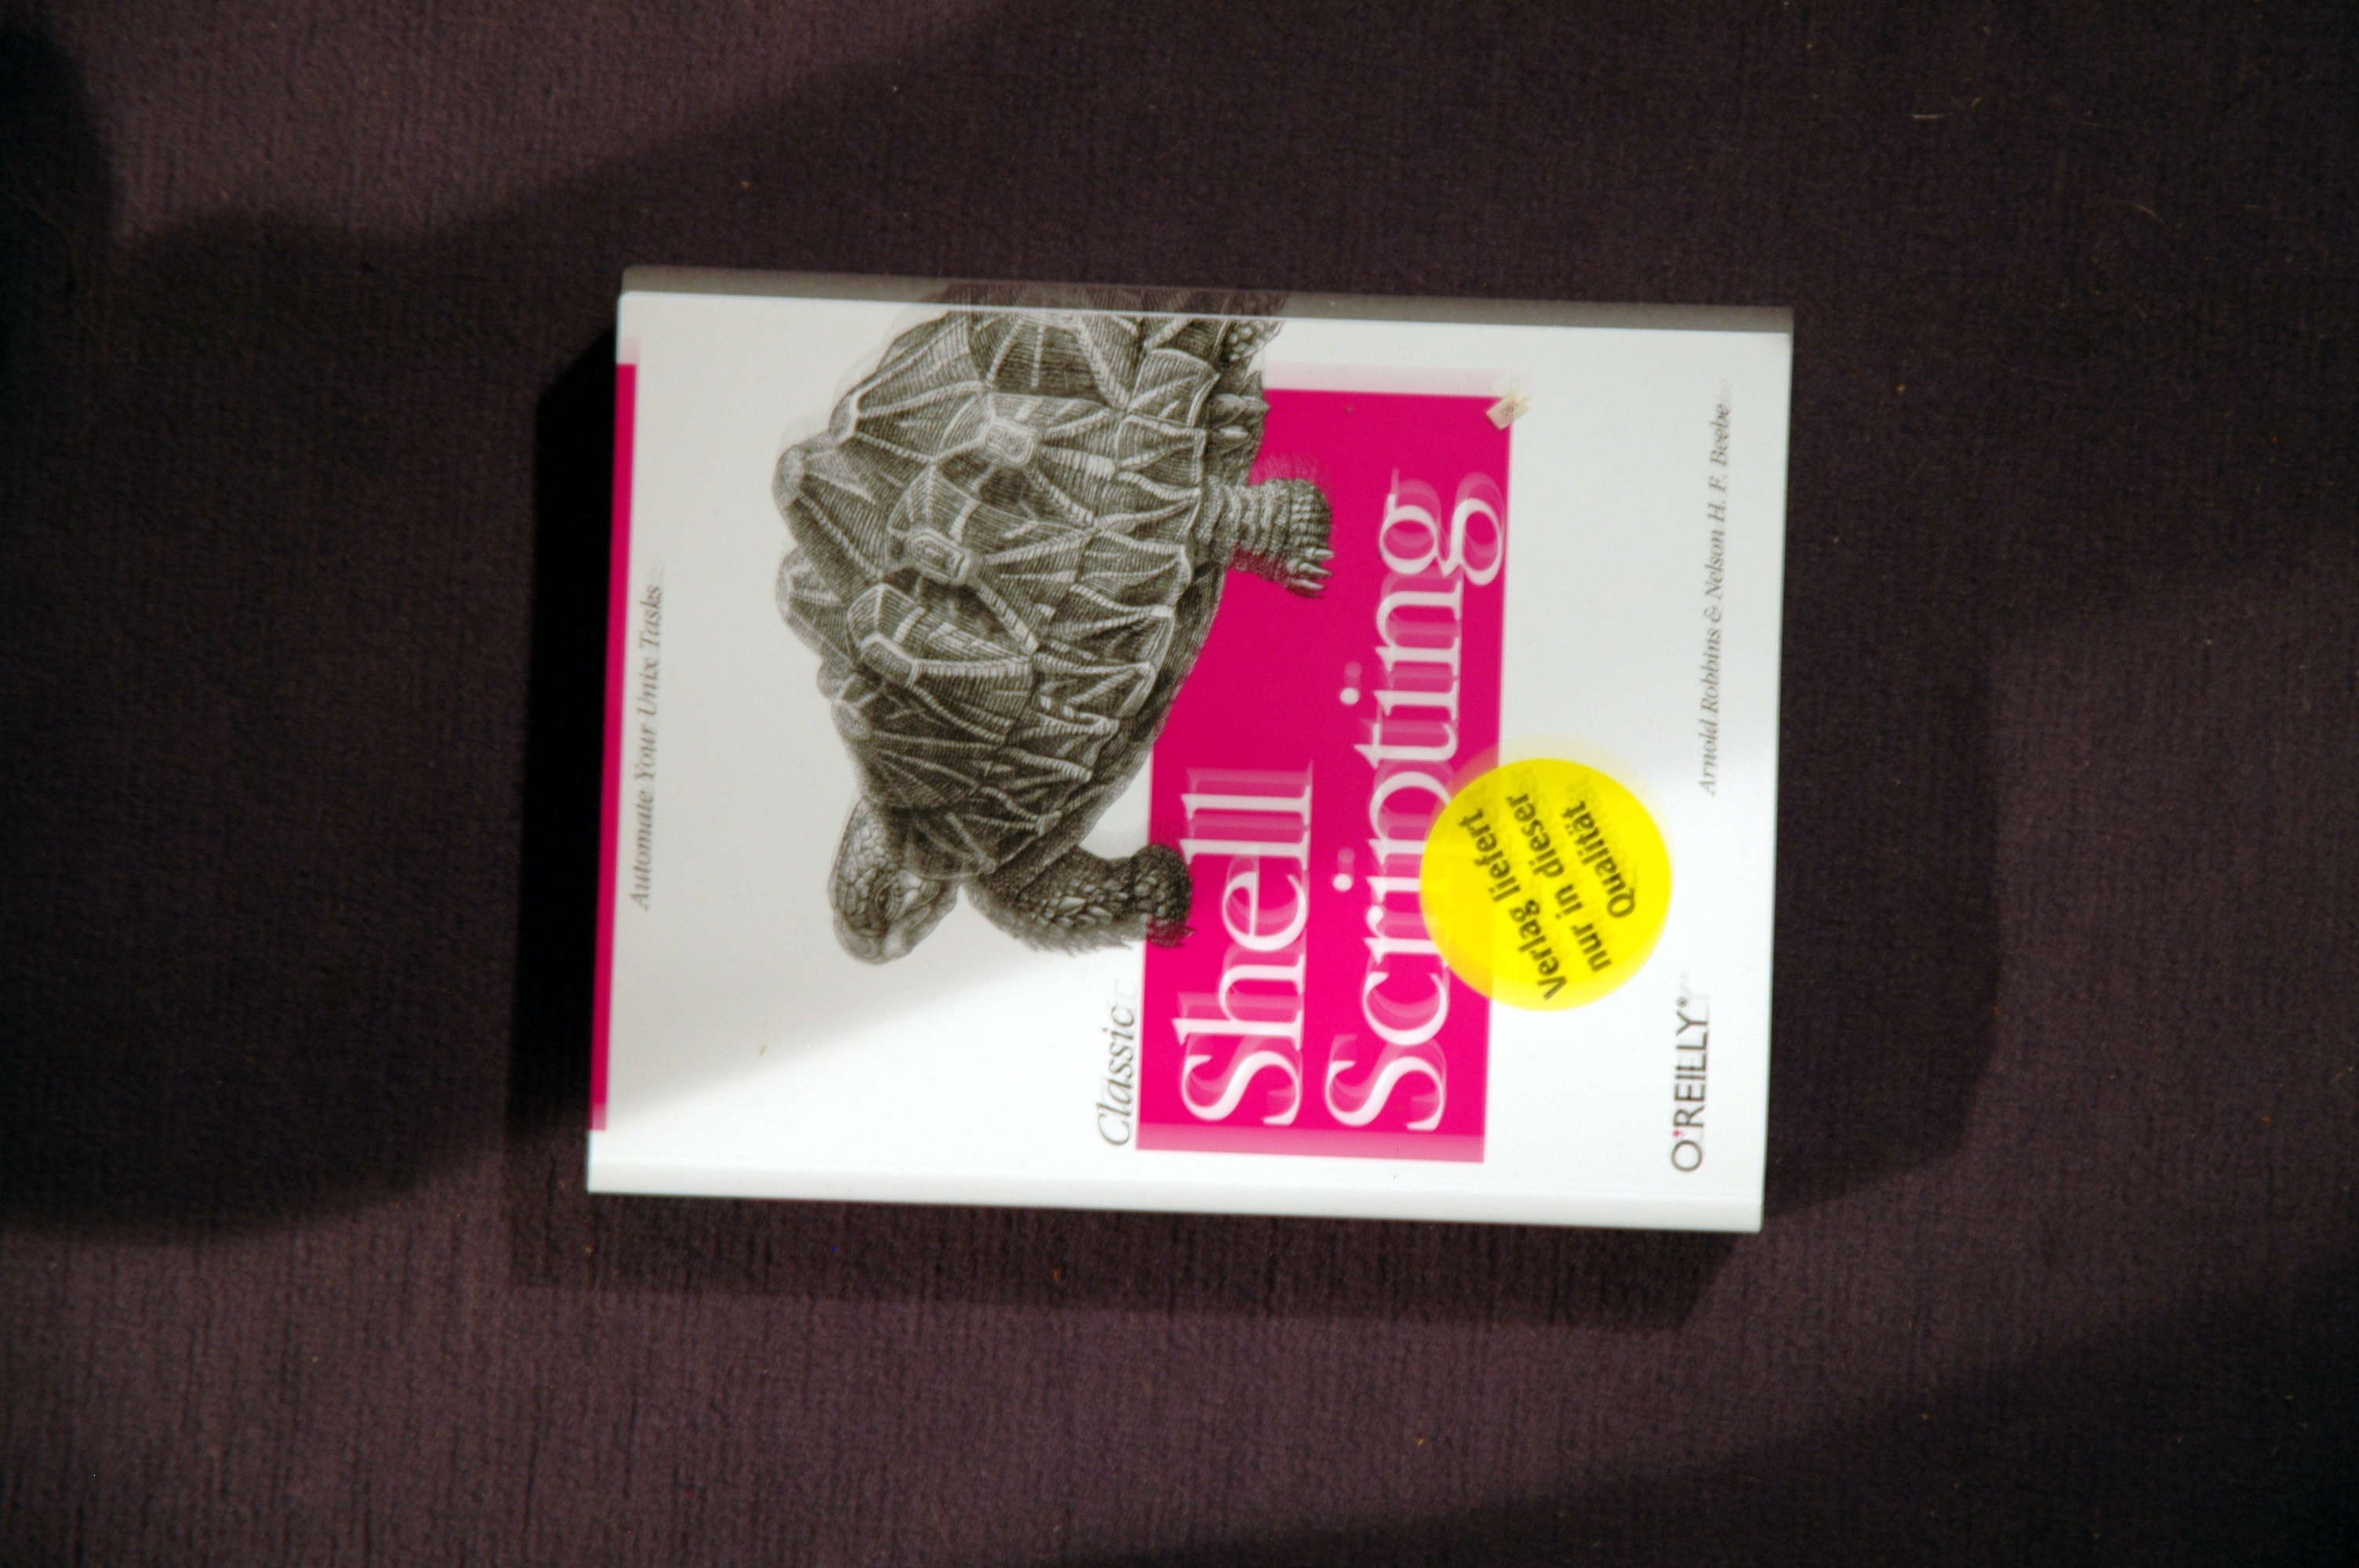 Automate Your Unix Tasks
Classic
Shell
Scripting
Verlag liefert
nur in dieser
Qualität
O'REILLY®
Arnold Robbins & Nelson H. F. Beebe